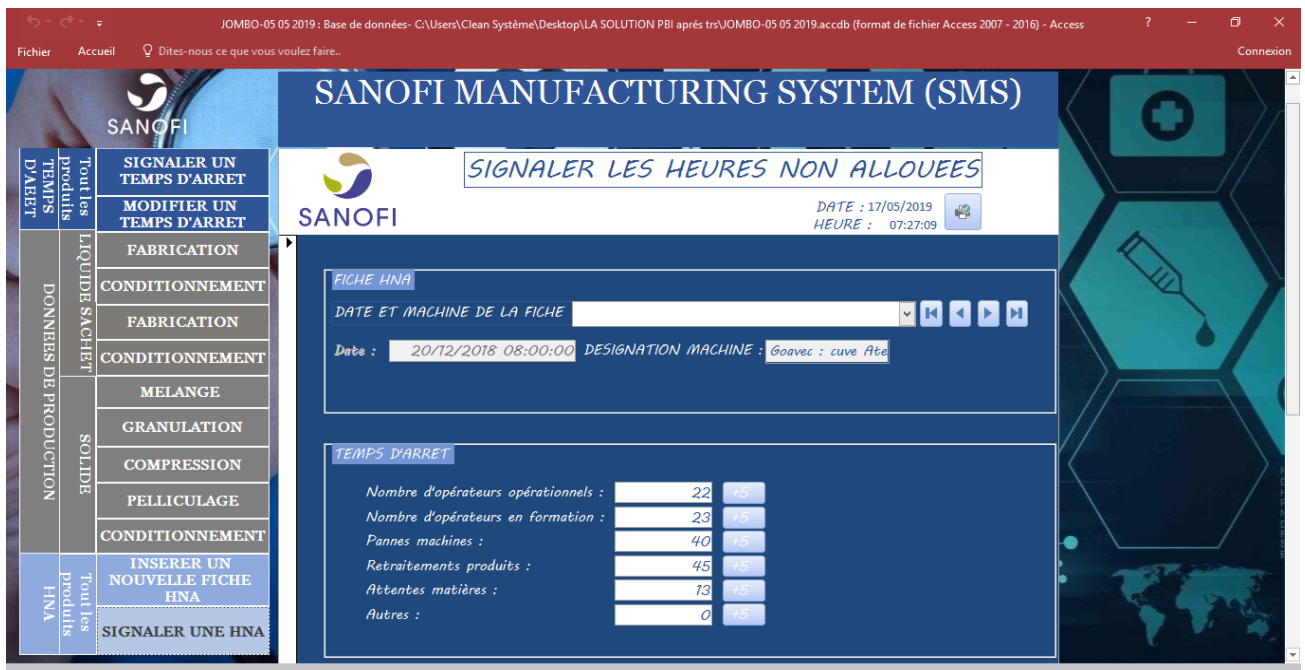 JOMBO-05 05 2019 : Base de données- C:\Users\Clean Système\Desktop\LA SOLUTION PBI aprés trs\JOMBO-05 05 2019.accdb (format de fichier Access 2007 - 2016) - Access
Fichier Accueil Dites-nous ce que vous voulez faire.. Connexion
SANOFI
SANOFI MANUFACTURING SYSTEM (SMS)
TEMPS D'AEET
Tout les produits
SIGNALER UN
TEMPS D'ARRET
MODIFIER UN
TEMPS D'ARRET
DONNEES DE PRODUCTION
LIQUIDE SACHET
FABRICATION
CONDITIONNEMENT
FABRICATION
CONDITIONNEMENT
SOLIDE
MELANGE
GRANULATION
COMPRESSION
PELLICULAGE
CONDITIONNEMENT
HNA
Tout les produits
INSERER UN
NOUVELLE FICHE
HNA
SIGNALER UNE HNA
SANOFI
SIGNALER LES HEURES NON ALLOUEES
DATE : 17/05/2019
HEURE : 07:27:09
FICHE HNA
DATE ET MACHINE DE LA FICHE
Date : 20/12/2018 08:00:00 DESIGNATION MACHINE : Goavec : cuve Ate
TEMPS D'ARRET
Nombre d'opérateurs opérationnels : 22 +5
Nombre d'opérateurs en formation : 23 +5
Pannes machines : 40 +5
Retraitements produits : 45 +5
Attentes matières : 13 +5
Autres : 0 +5